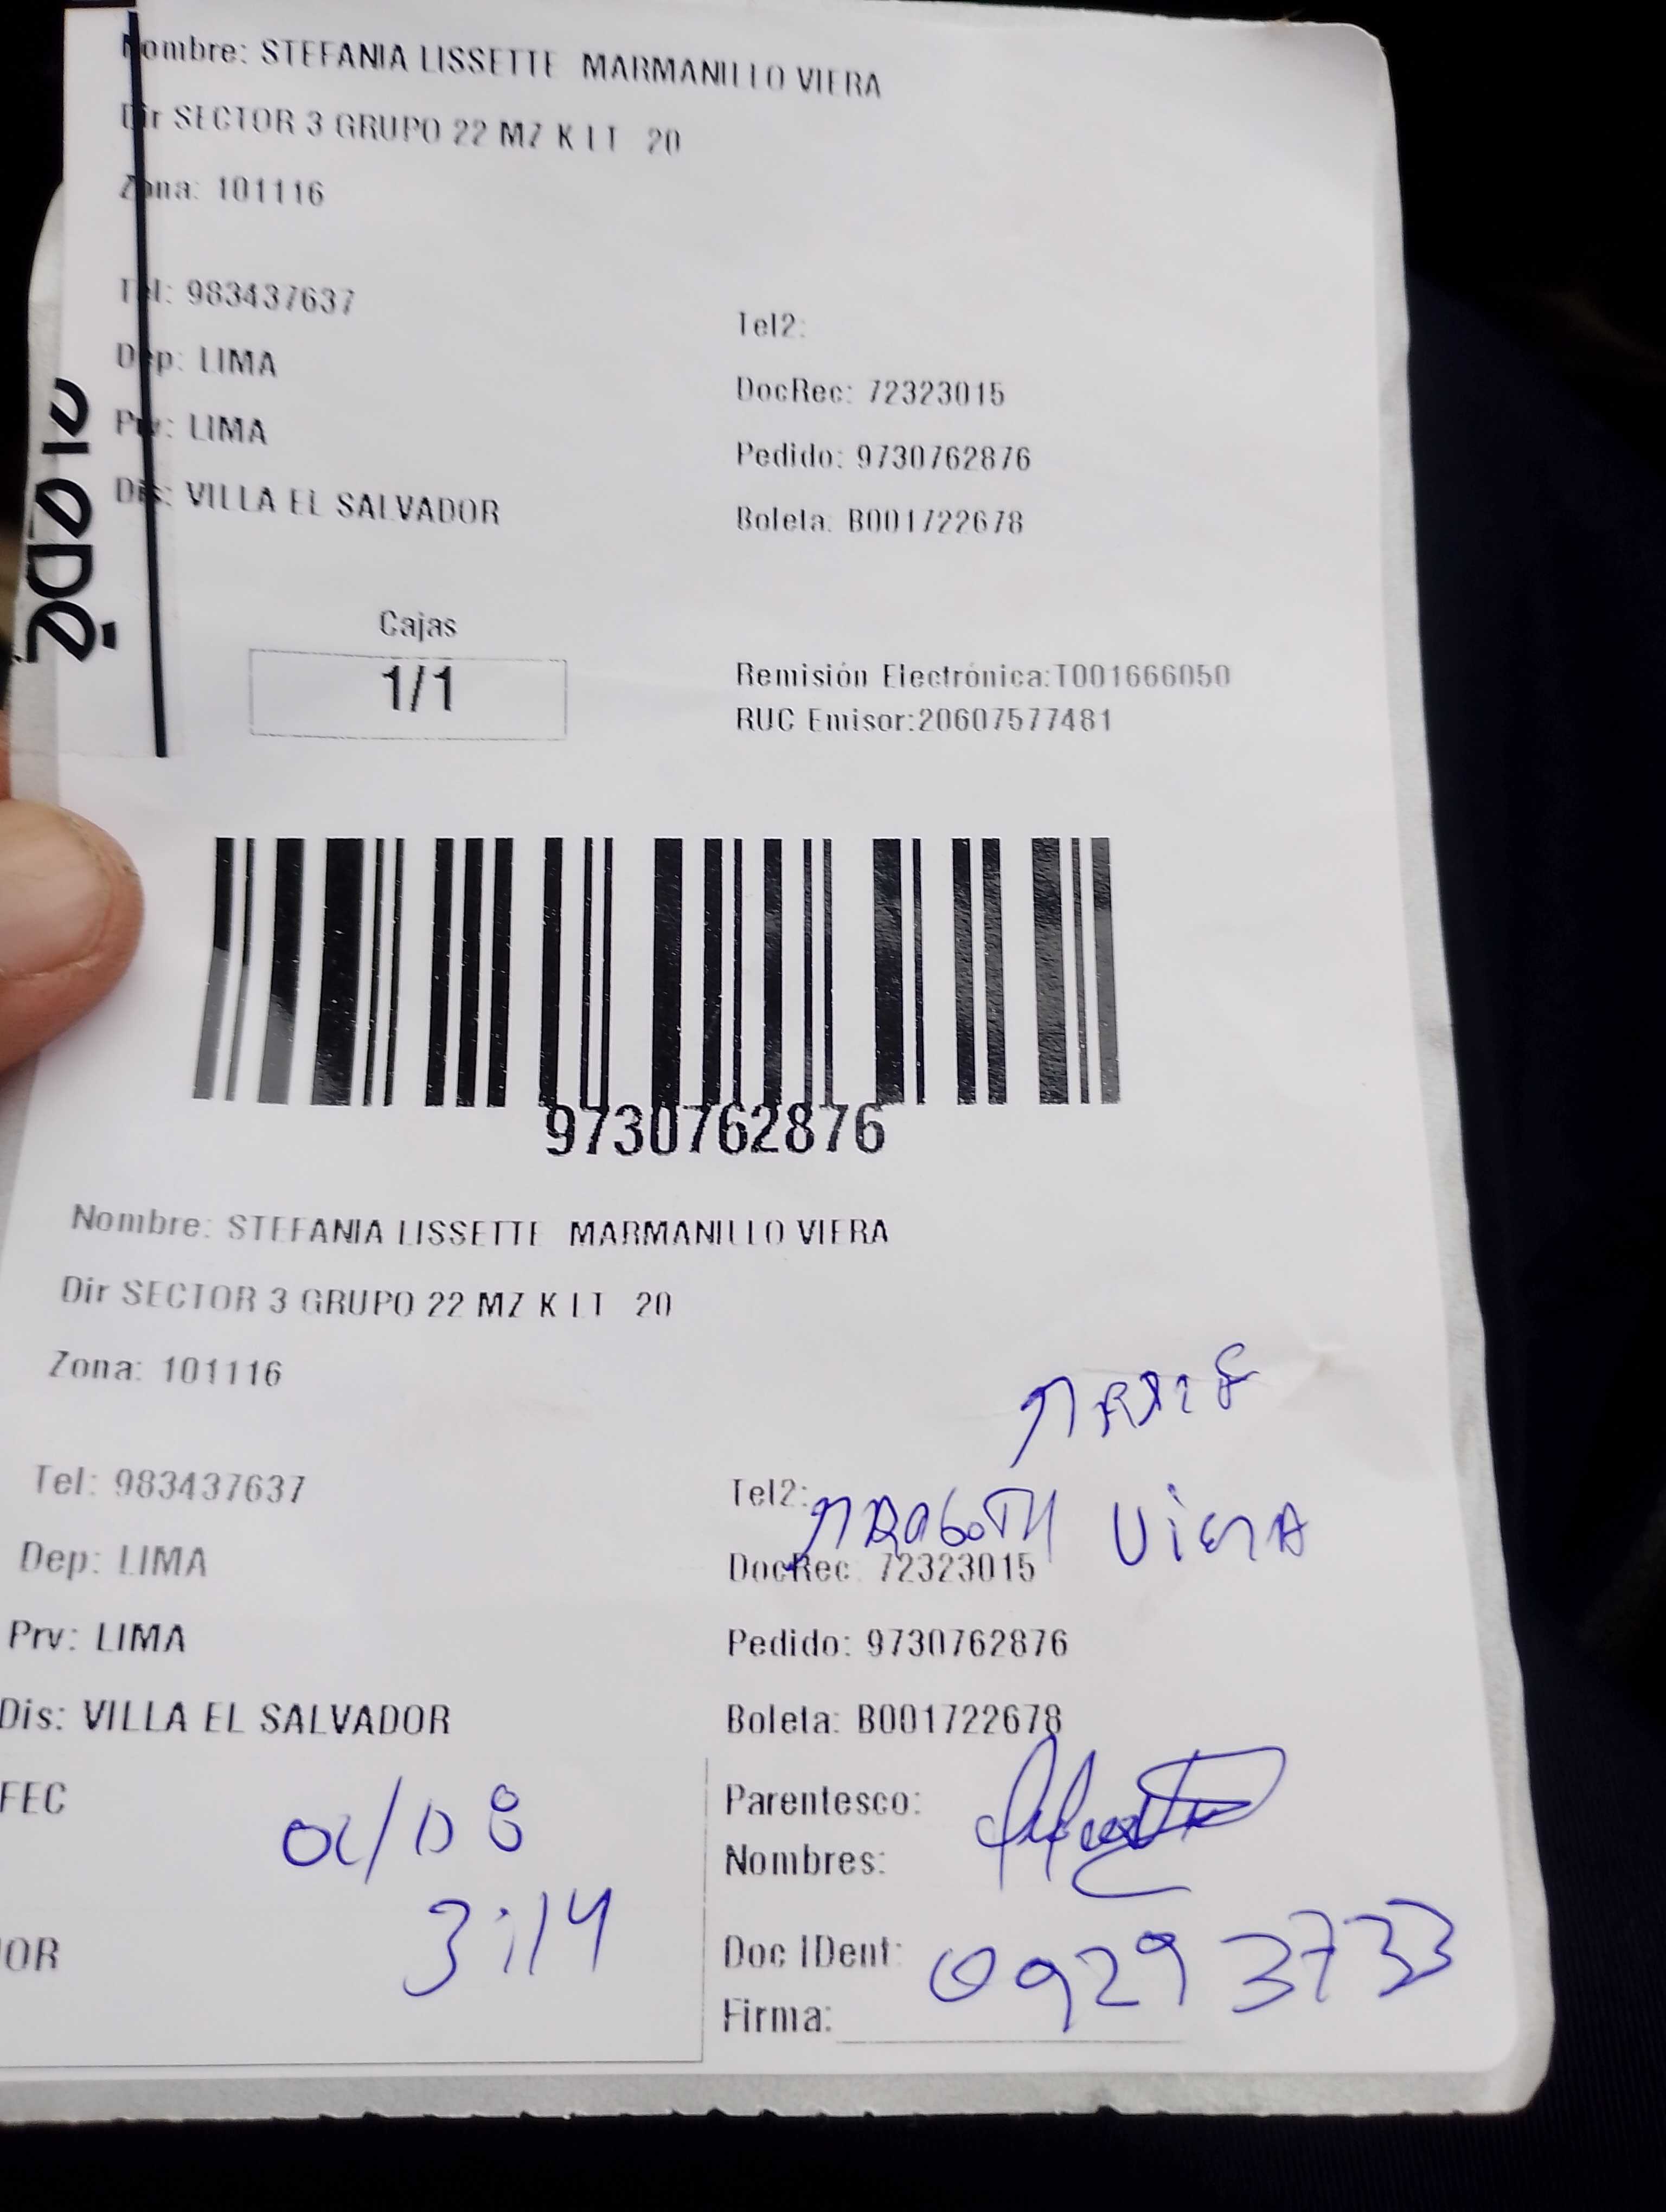 Nombre: STEFANIA LISSETTE MARMANILLO VIERA
Dir SECTOR 3 GRUPO 22 MZ K LT 20
Zona: 101116
Tel: 983437637
Tel2:
Dep: LIMA
DocRec: 72323015
Prv: LIMA
Pedido: 9730762876
Dis: VILLA EL SALVADOR
Boleta: B001722678
Cajas
1/1
Remisión Electrónica:T001666050
RUC Emisor:20607577481
9730762876
Nombre: STEFANIA LISSETTE MARMANILLO VIERA
Dir SECTOR 3 GRUPO 22 MZ K LT 20
Zona: 101116
Tel: 983437637
Tel2:
VIERA
Dep: LIMA
DocRec: 72323015
Prv: LIMA
Pedido: 9730762876
Dis: VILLA EL SALVADOR
Boleta: B001722678
FEC
Parentesco:
Nombres:
3:14
OR
Doc IDent: 09293733
Firma: